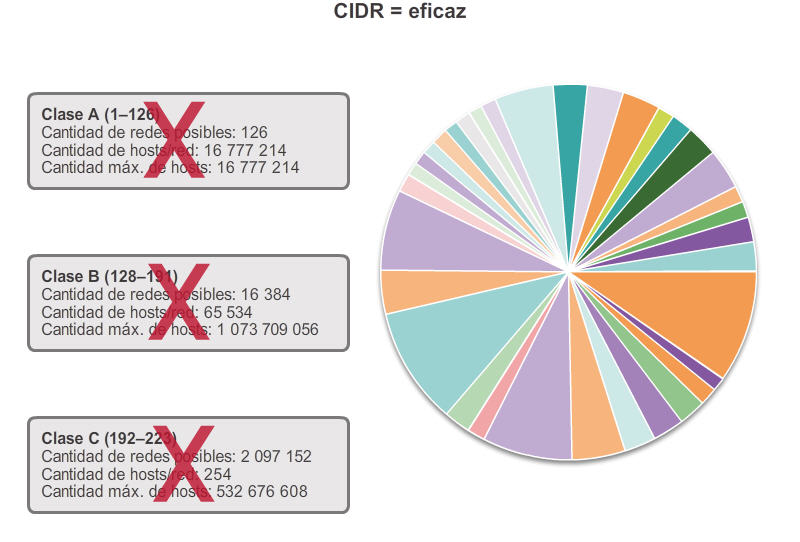 CIDR = eficaz
Clase A (1–126)
Cantidad de redes posibles: 126
Cantidad de hosts/red: 16 777 214
Cantidad máx. de hosts: 16 777 214
Clase B (128–191)
Cantidad de redes posibles: 16 384
Cantidad de hosts/red: 65 534
Cantidad máx. de hosts: 1 073 709 056
Clase C (192–223)
Cantidad de redes posibles: 2 097 152
Cantidad de hosts/red: 254
Cantidad máx. de hosts: 532 676 608